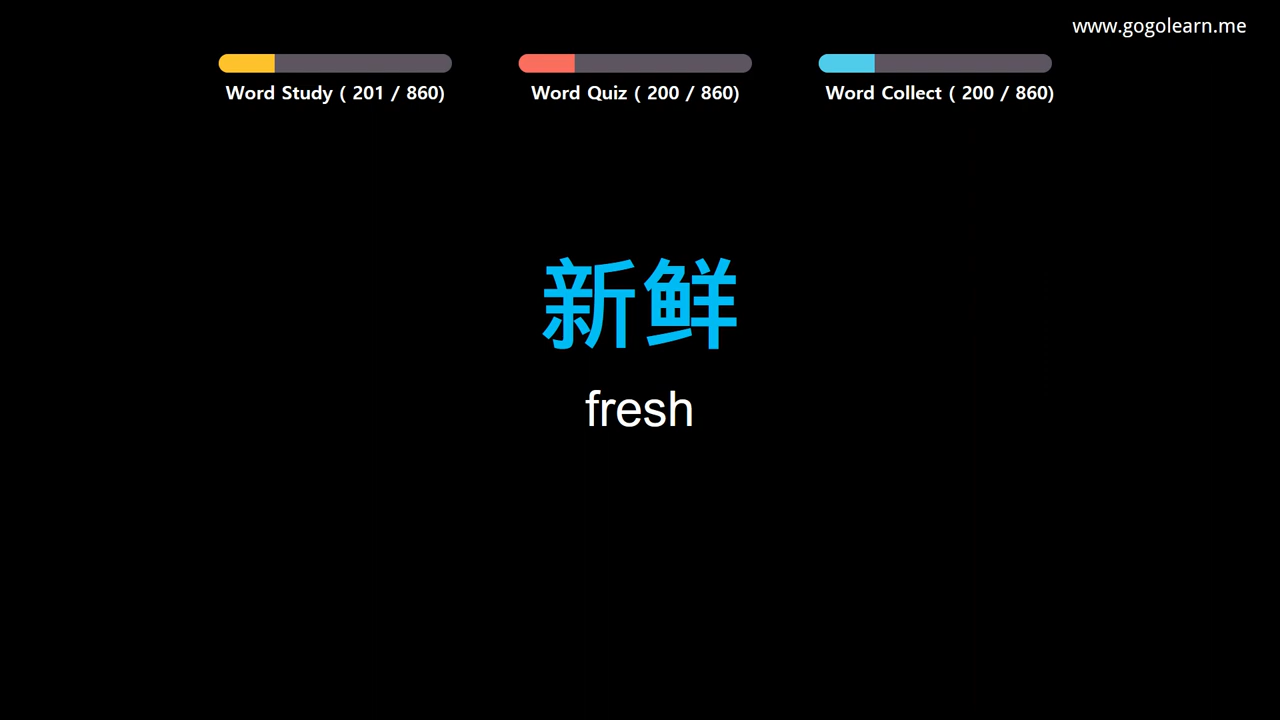 www.gogolearn.me
Word Study ( 201 / 860)
Word Quiz ( 200 / 860)
Word Collect ( 200 / 860)
新鲜
fresh